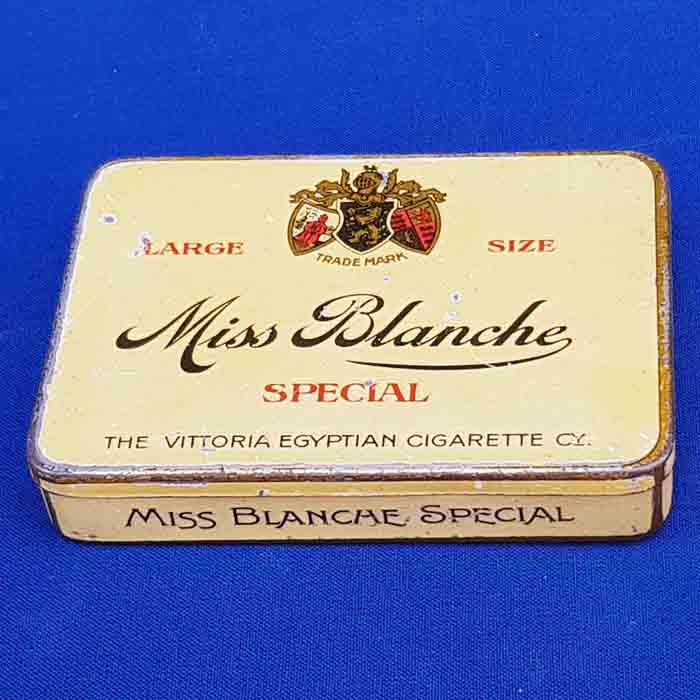 TRADE MARK
LARGE SIZE
Miss Blanche
SPECIAL
THE VITTORIA EGYPTIAN CIGARETTE CY.
MISS BLANCHE SPECIAL